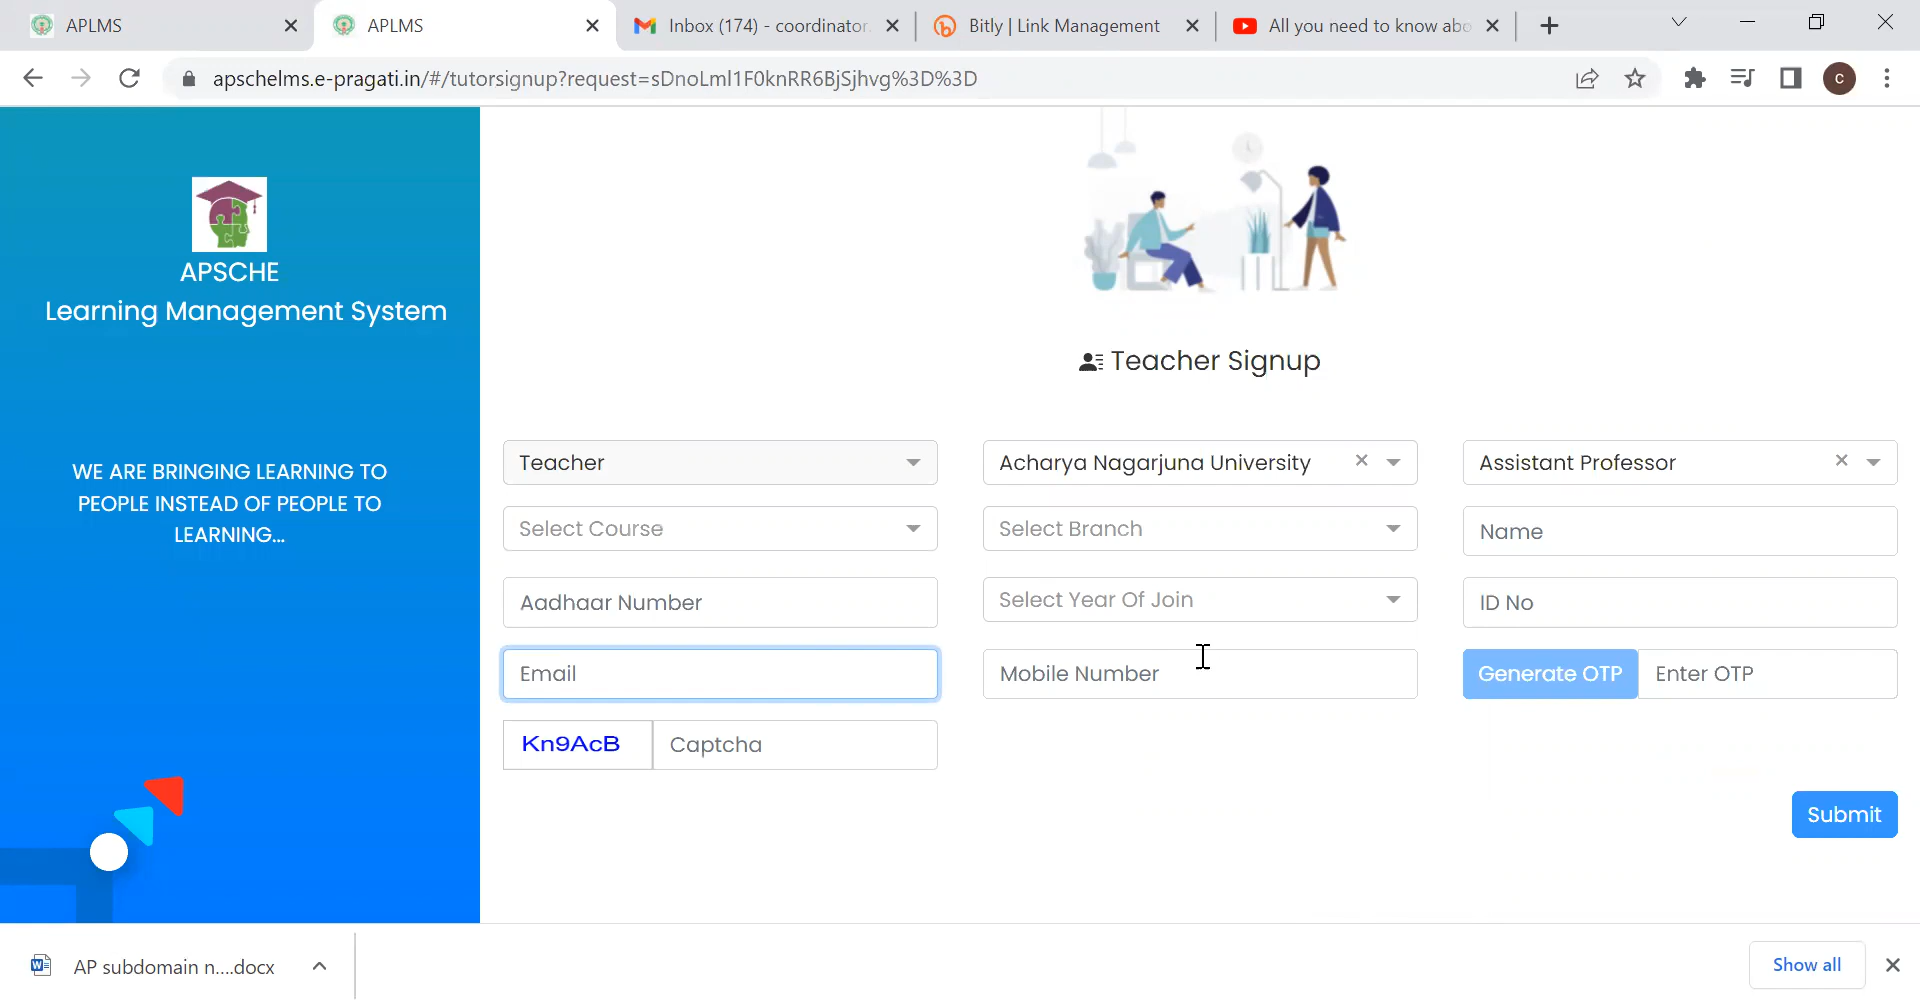 APLMS
APLMS
Inbox (174) - coordinator.
Bitly | Link Management
All you need to know abo
apschelms.e-pragati.in/#/tutorsignup?request=sDnoLml1F0knRR6BjSjhvg%3D%3D
c
APSCHE
Learning Management System
WE ARE BRINGING LEARNING TO
PEOPLE INSTEAD OF PEOPLE TO
LEARNING...
Teacher Signup
Teacher
Acharya Nagarjuna University
Assistant Professor
Select Course
Select Branch
Name
Aadhaar Number
Select Year Of Join
ID No
Email
Mobile Number
Generate OTP
Enter OTP
Kn9AcB
Captcha
Submit
AP subdomain n....docx
Show all